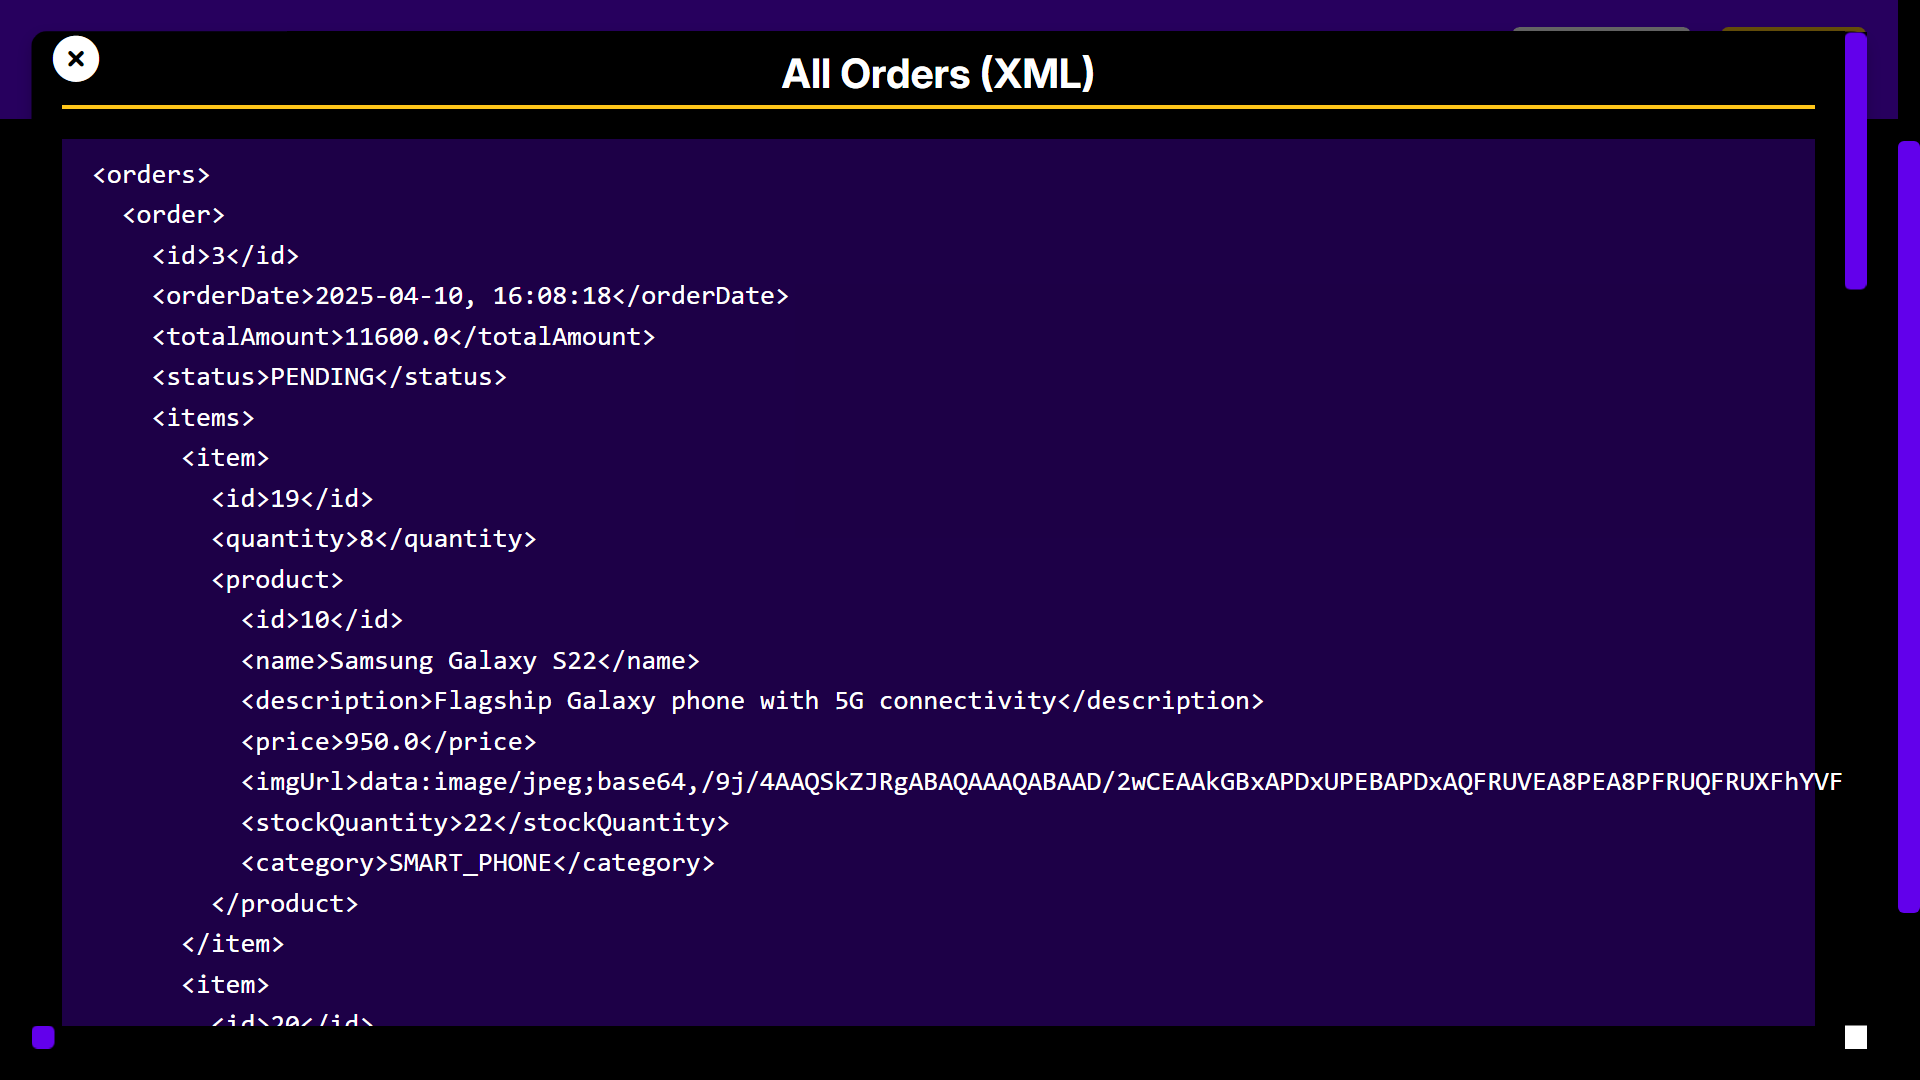 All Orders (XML)
<orders>
<order>
<id>3</id>
<orderDate>2025-04-10, 16:08:18</orderDate>
<totalAmount>11600.0</totalAmount>
<status>PENDING</status>
<items>
<item>
<id>19</id>
<quantity>8</quantity>
<product>
<id>10</id>
<name>Samsung Galaxy S22</name>
<description>Flagship Galaxy phone with 5G connectivity</description>
<price>950.0</price>
<imgUrl>data:image/jpeg;base64,/9j/4AAQSkZJRgABAQAAAQABAAD/2wCEAAkGBxAPDxUPEBAPDxAQFRUVEA8PEA8PFRUQFRUXFhYVF
<stockQuantity>22</stockQuantity>
<category>SMART_PHONE</category>
</product>
</item>
<item>
<id>20</id>